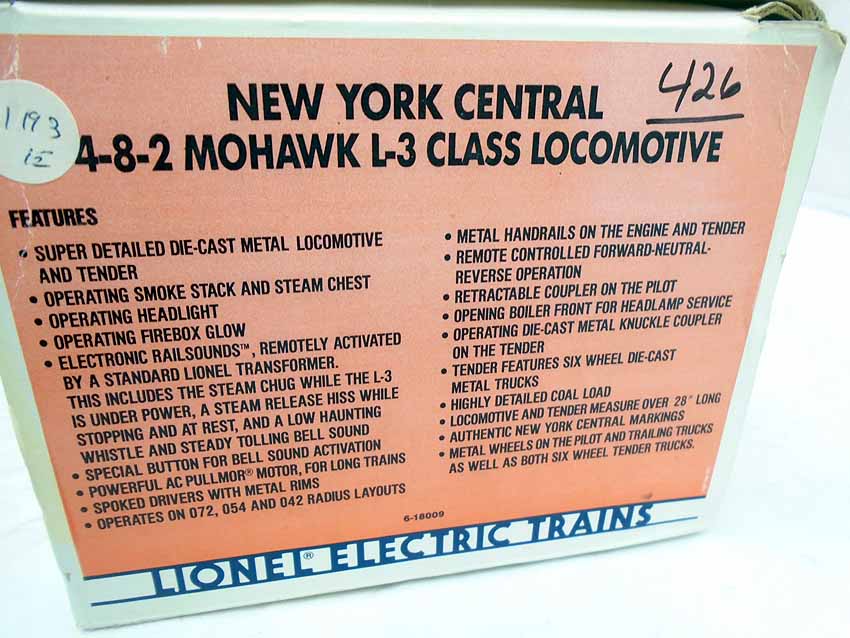 NEW YORK CENTRAL
426
4-8-2 MOHAWK L-3 CLASS LOCOMOTIVE
1193
FEATURES
• SUPER DETAILED DIE-CAST METAL LOCOMOTIVE
AND TENDER
• OPERATING SMOKE STACK AND STEAM CHEST
• OPERATING HEADLIGHT
• OPERATING FIREBOX GLOW
• ELECTRONIC RAILSOUNDS™, REMOTELY ACTIVATED
BY A STANDARD LIONEL TRANSFORMER.
THIS INCLUDES THE STEAM CHUG WHILE THE L-3
IS UNDER POWER, A STEAM RELEASE HISS WHILE
STOPPING AND AT REST, AND A LOW HAUNTING
WHISTLE AND STEADY TOLLING BELL SOUND
• SPECIAL BUTTON FOR BELL SOUND ACTIVATION
• POWERFUL AC PULLMOR® MOTOR, FOR LONG TRAINS
• SPOKED DRIVERS WITH METAL RIMS
• OPERATES ON 072, 054 AND 042 RADIUS LAYOUTS
• METAL HANDRAILS ON THE ENGINE AND TENDER
• REMOTE CONTROLLED FORWARD-NEUTRAL-
REVERSE OPERATION
• RETRACTABLE COUPLER ON THE PILOT
• OPENING BOILER FRONT FOR HEADLAMP SERVICE
• OPERATING DIE-CAST METAL KNUCKLE COUPLER
ON THE TENDER
• TENDER FEATURES SIX WHEEL DIE-CAST
METAL TRUCKS
• HIGHLY DETAILED COAL LOAD
• LOCOMOTIVE AND TENDER MEASURE OVER 28" LONG
• AUTHENTIC NEW YORK CENTRAL MARKINGS
• METAL WHEELS ON THE PILOT AND TRAILING TRUCKS
AS WELL AS BOTH SIX WHEEL TENDER TRUCKS.
6-18009
LIONEL® ELECTRIC TRAINS